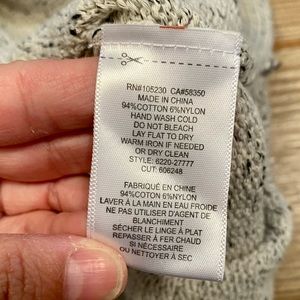 RN#105230 CA#58350
MADE IN CHINA
94%COTTON 6%NYLON
HAND WASH COLD
DO NOT BLEACH
LAY FLAT TO DRY
WARM IRON IF NEEDED
OR DRY CLEAN
STYLE: 6220-27777
CUT: 606248
FABRIQUÉ EN CHINE
94%COTON 6%NYLON
LAVER À LA MAIN EN EAU FROIDE
NE PAS UTILISER D'AGENT DE
BLANCHIMENT
SÉCHER LE LINGE À PLAT
REPASSER À FER CHAUD
SI NÉCESSAIRE
OU NETTOYER À SEC